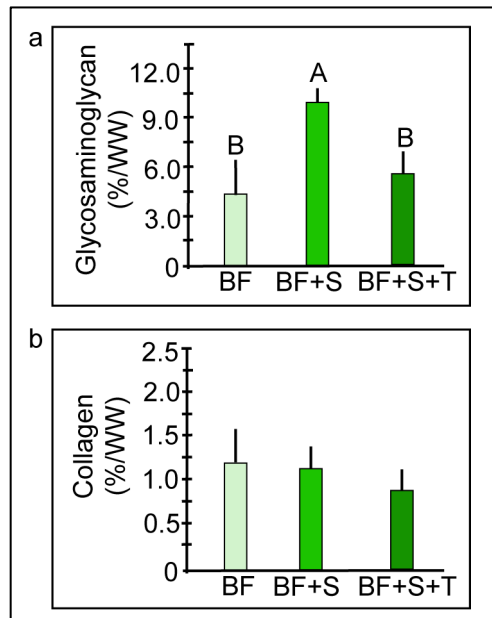 a
Glycosaminoglycan
(%/WW)
12.0
9.0
6.0
3.0
0
B
A
B
BF
BF+S
BF+S+T
b
Collagen
(%/WW)
2.5
2.0
1.5
1.0
0.5
0
BF
BF+S
BF+S+T